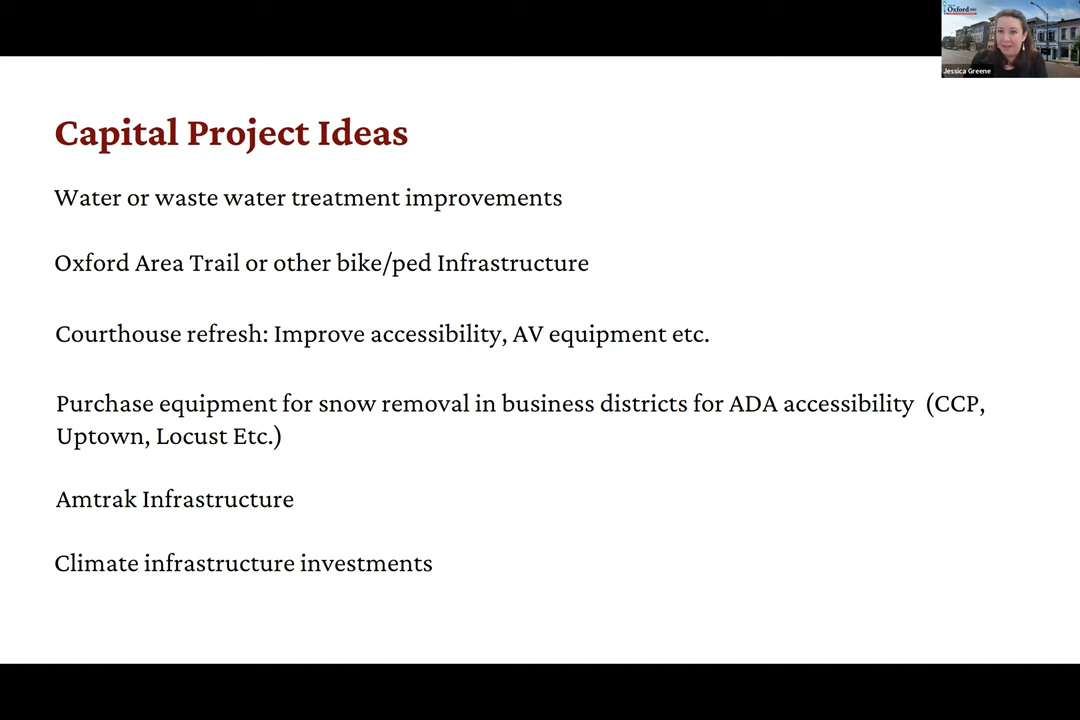 Oxford
Jessica Greene
Capital Project Ideas
Water or waste water treatment improvements
Oxford Area Trail or other bike/ped Infrastructure
Courthouse refresh: Improve accessibility, AV equipment etc.
Purchase equipment for snow removal in business districts for ADA accessibility (CCP,
Uptown, Locust Etc.)
Amtrak Infrastructure
Climate infrastructure investments